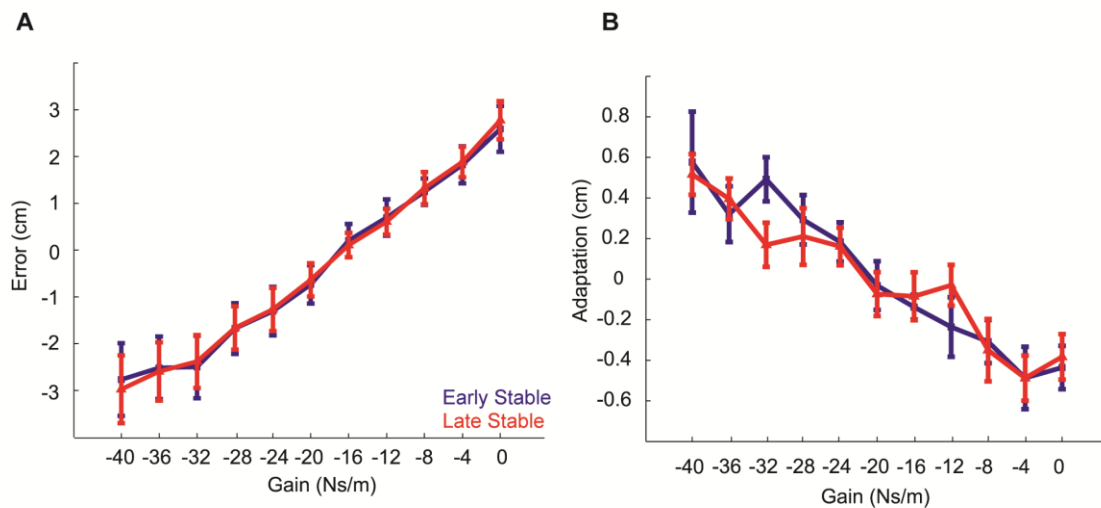 A
B
3
2
1
0
-1
-2
-3
Error (cm)
Early Stable
Late Stable
-40 -36 -32 -28 -24 -20 -16 -12 -8 -4 0
Gain (Ns/m)
0.8
0.6
0.4
0.2
0
-0.2
-0.4
-0.6
Adaptation (cm)
-40 -36 -32 -28 -24 -20 -16 -12 -8 -4 0
Gain (Ns/m)